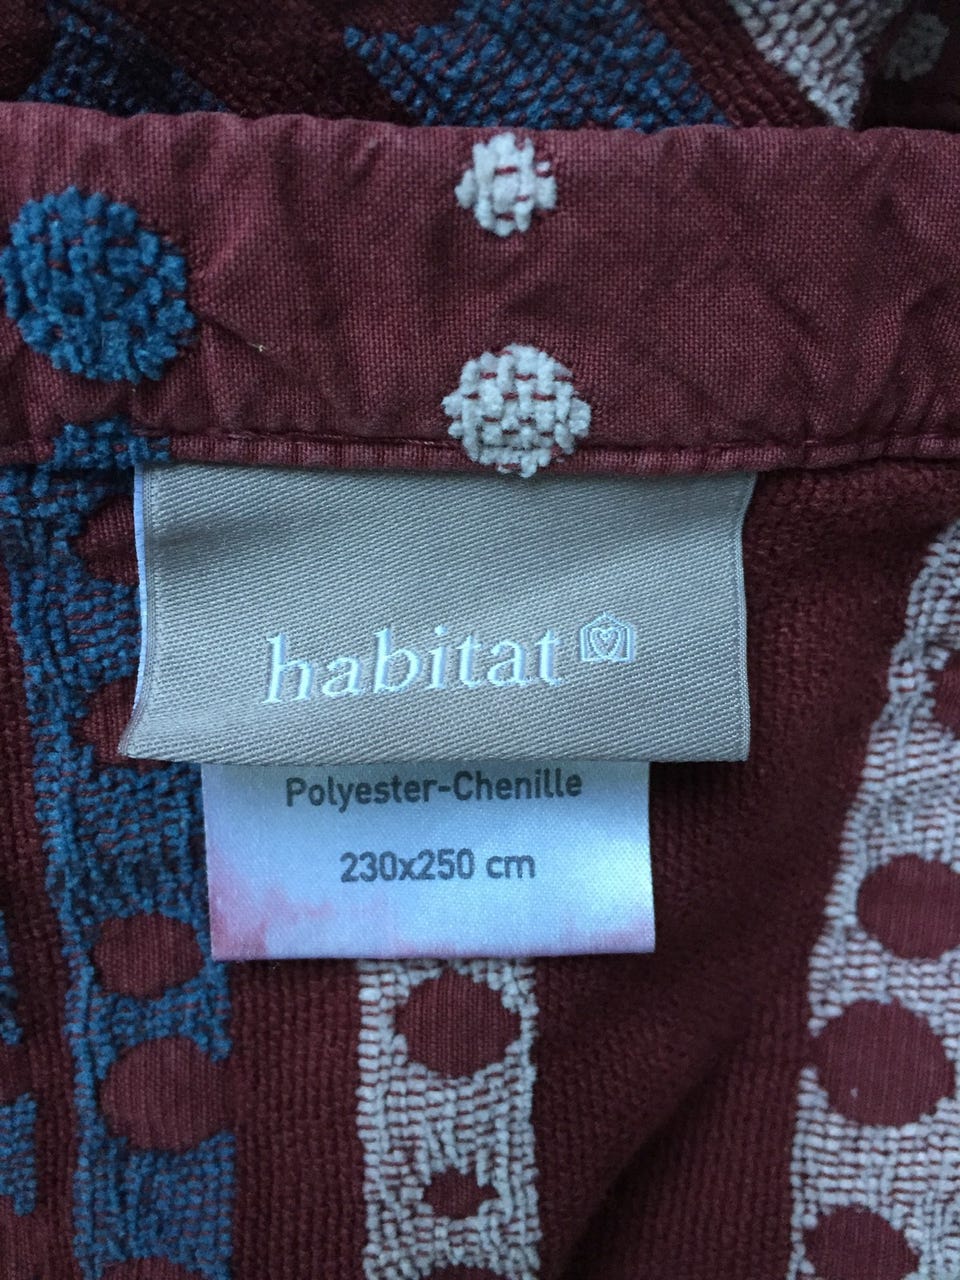 habitat
Polyester-Chenille
230x250 cm